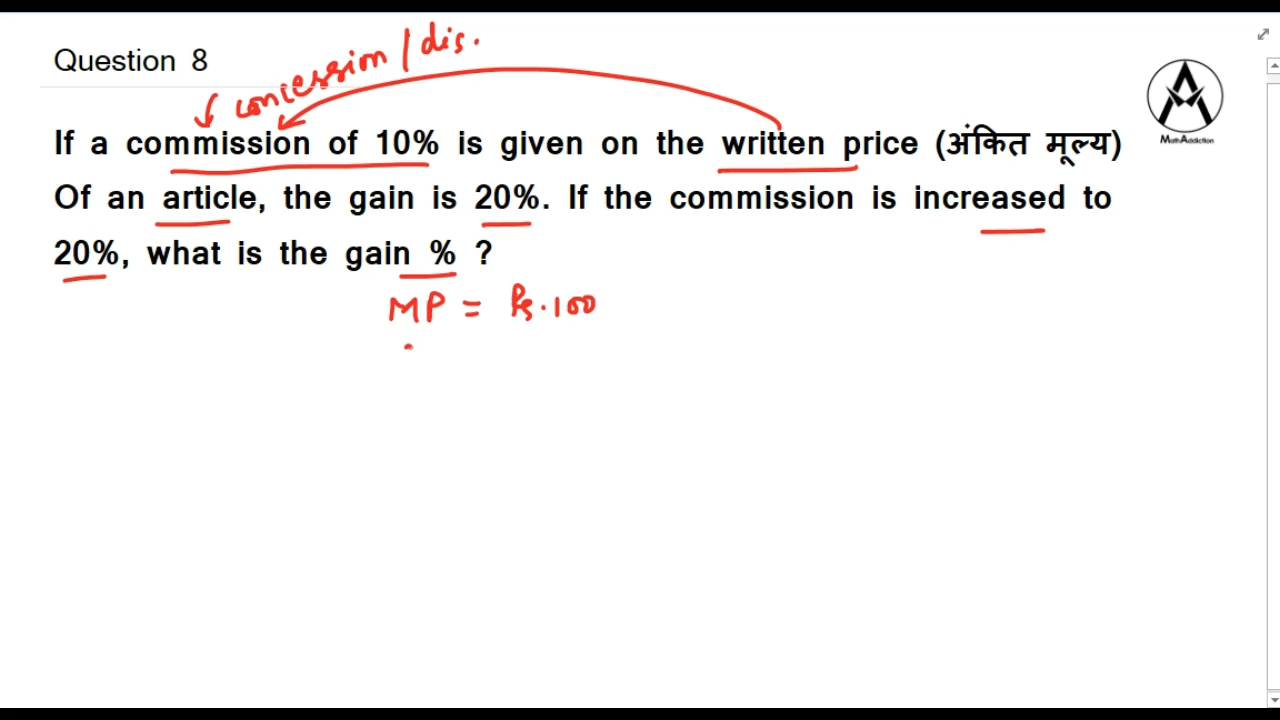 Question 8
concession / dis.
If a commission of 10% is given on the written price (अंकित मूल्य)
Of an article, the gain is 20%. If the commission is increased to
20%, what is the gain % ?
MP = Rs. 100
MathAddiction